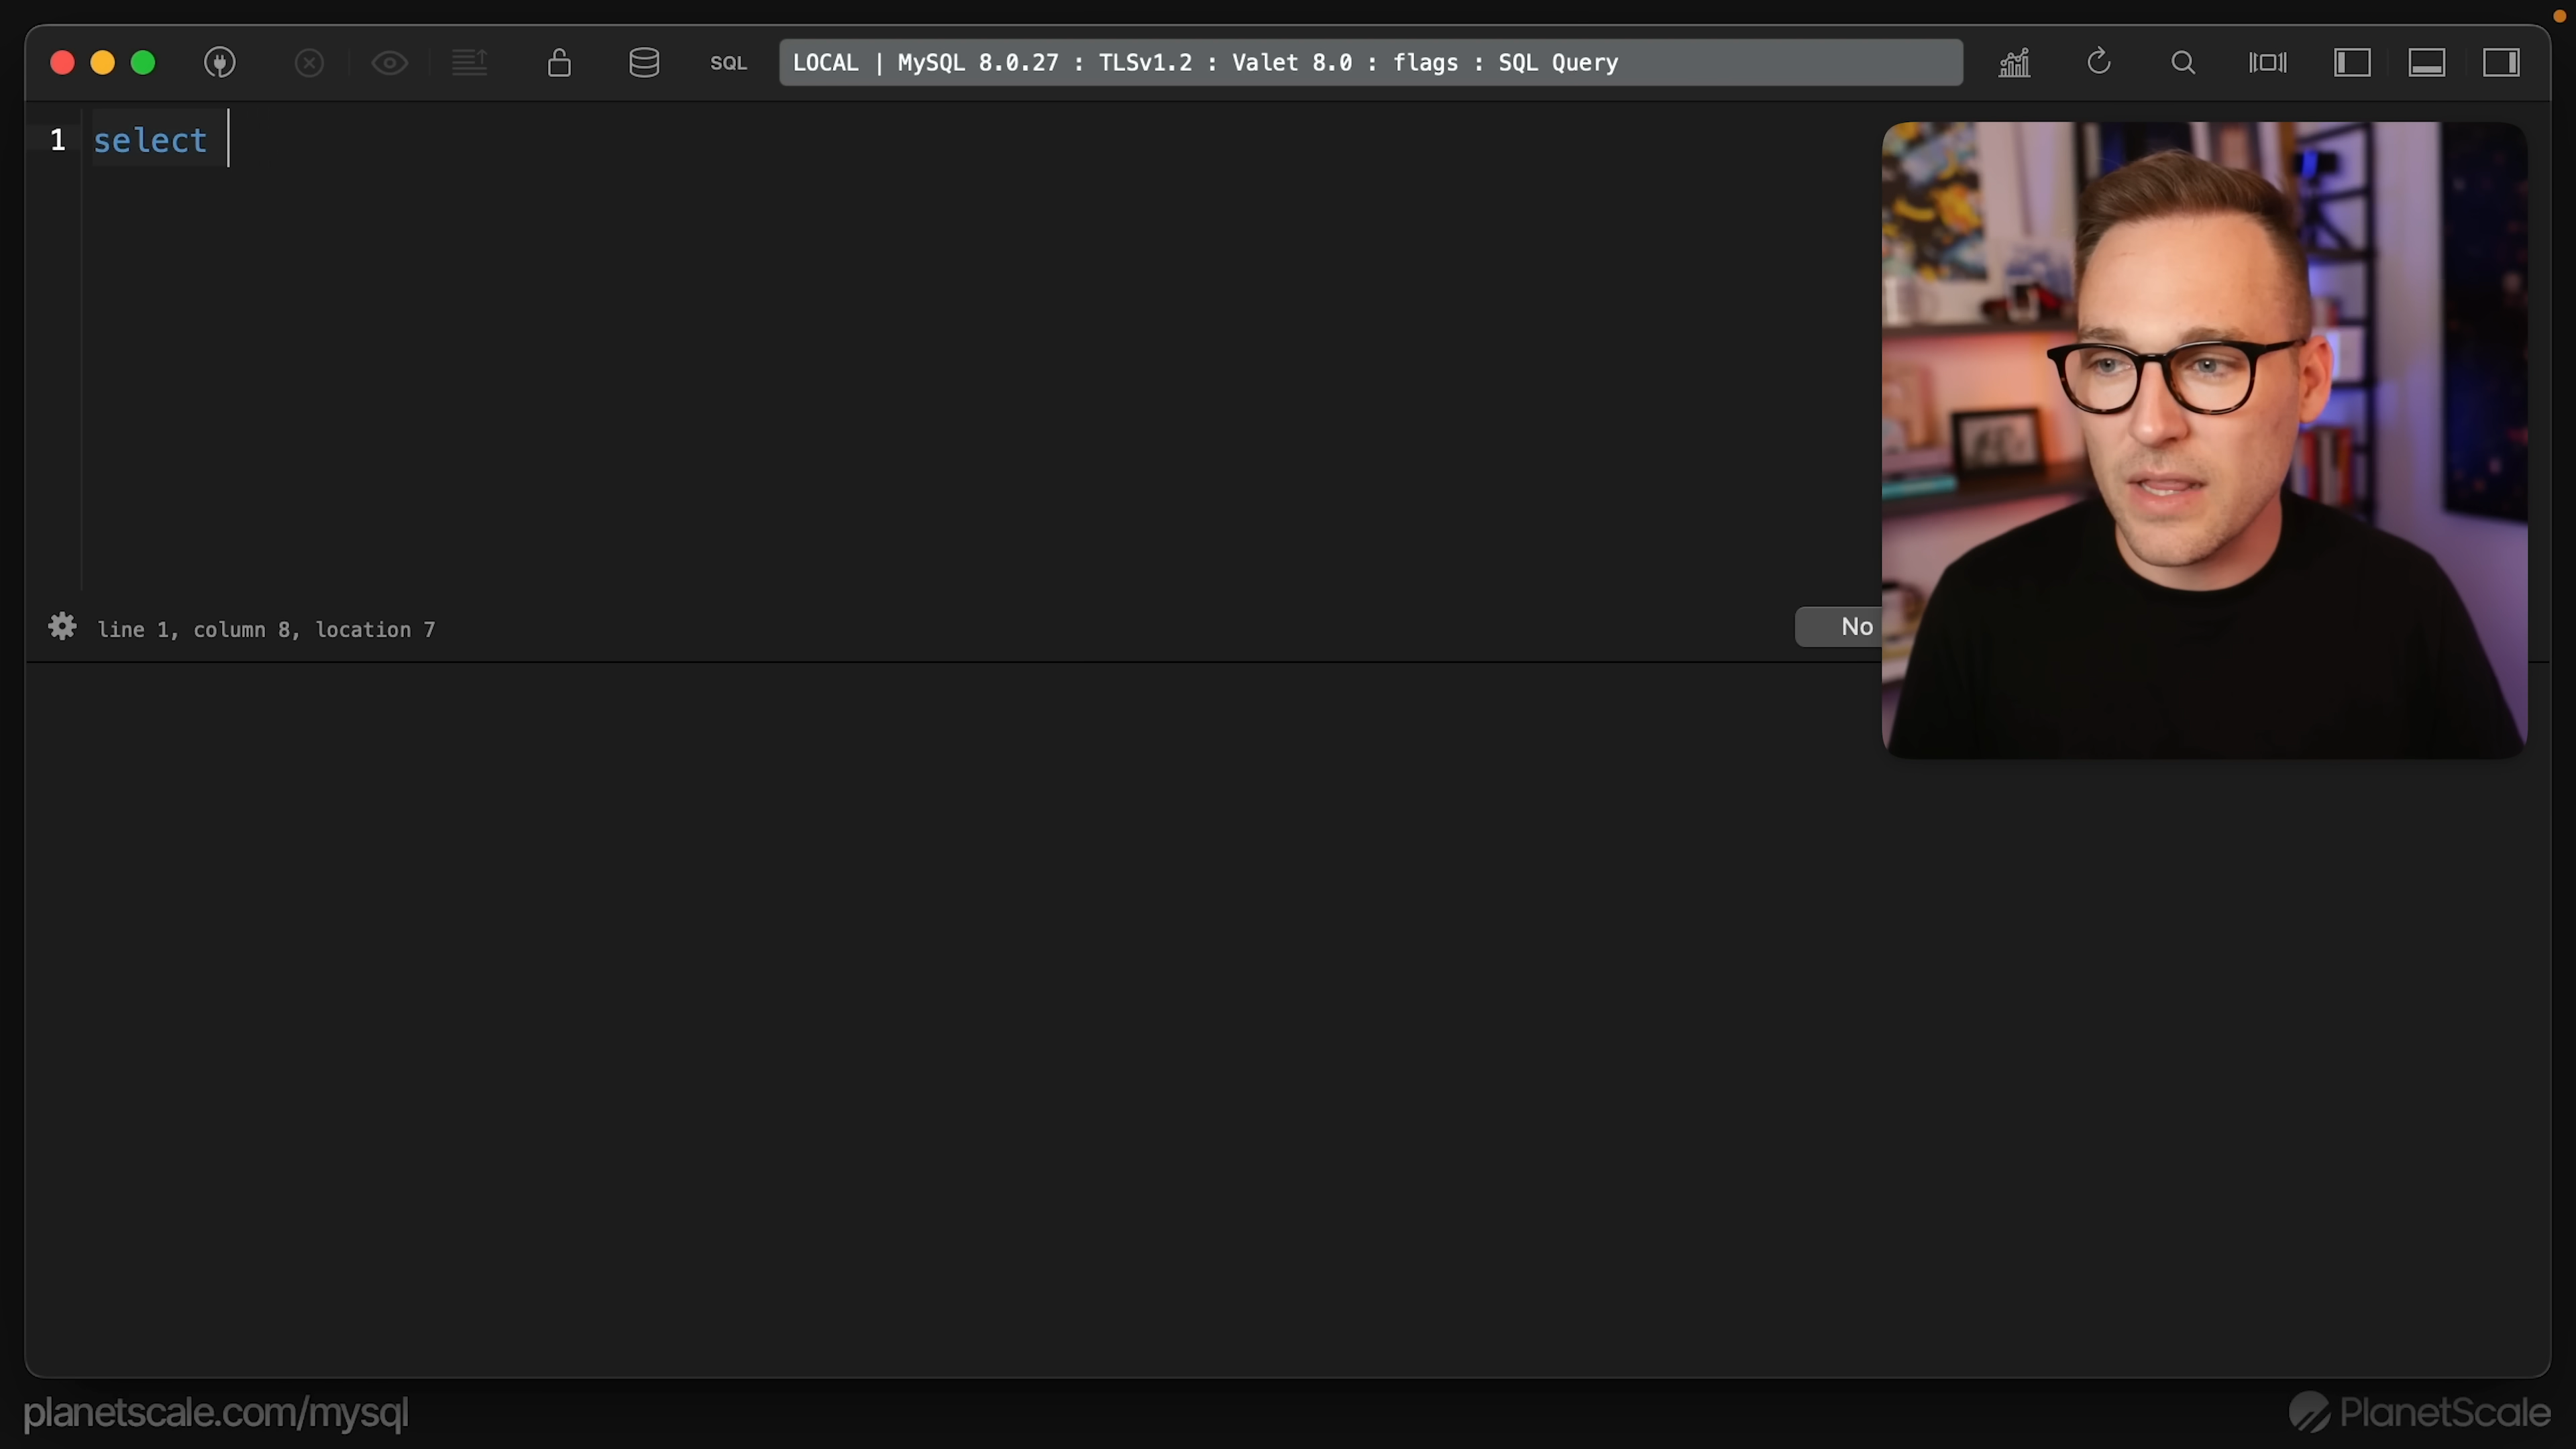 SQL
LOCAL | MySQL 8.0.27 : TLSv1.2 : Valet 8.0 : flags : SQL Query
1 select
line 1, column 8, location 7
No
planetscale.com/mysql
PlanetScale